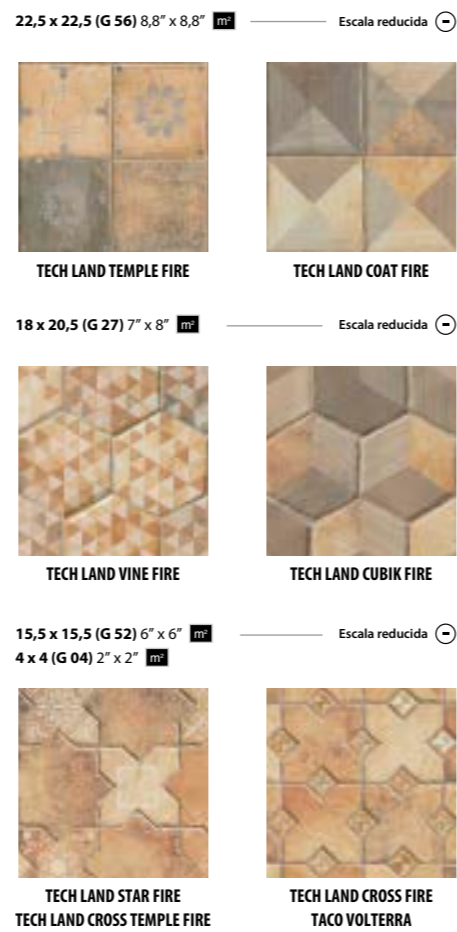 22,5 x 22,5 (G 56) 8,8” x 8,8” m² Escala reducida
TECH LAND TEMPLE FIRE
TECH LAND COAT FIRE
18 x 20,5 (G 27) 7” x 8” m² Escala reducida
TECH LAND VINE FIRE
TECH LAND CUBIK FIRE
15,5 x 15,5 (G 52) 6” x 6” m² Escala reducida
4 x 4 (G 04) 2” x 2” m²
TECH LAND STAR FIRE
TECH LAND CROSS TEMPLE FIRE
TECH LAND CROSS FIRE
TACO VOLTERRA